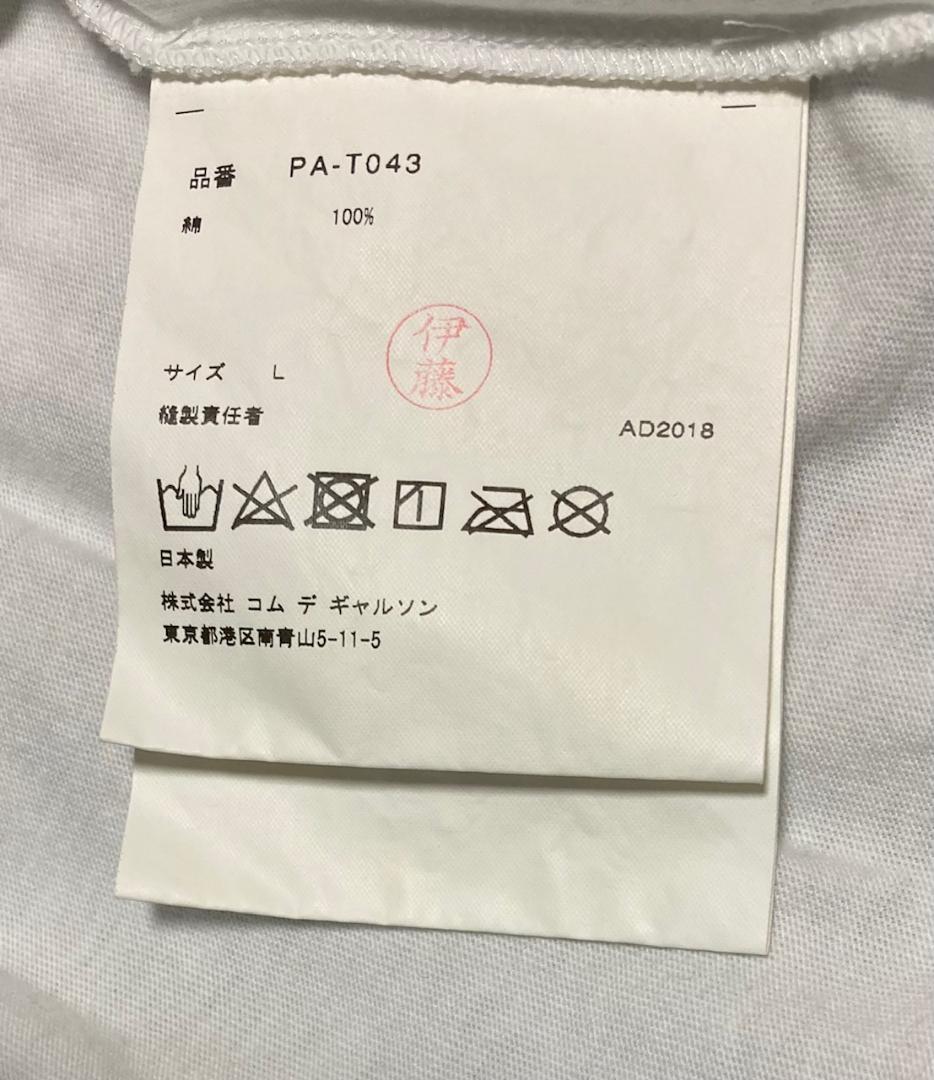 品番 PA-T043
綿 100%
伊藤
サイズ L
縫製責任者
AD2018
日本製
株式会社 コム デ ギャルソン
東京都港区南青山5-11-5